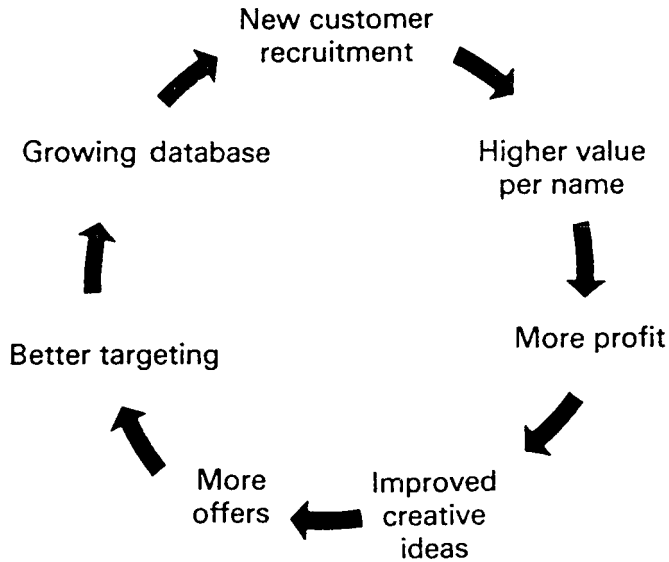 New customer
recruitment
Higher value
per name
More profit
Improved
creative
ideas
More
offers
Better targeting
Growing database